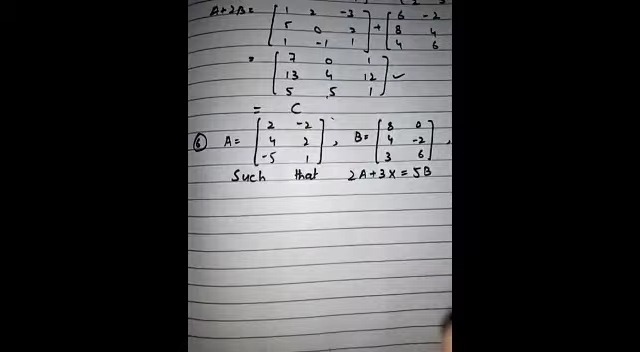 A+2B = [ 1 2 -3 ] + [ 6 -2
5 0 2 8 4
1 -1 1 4 6
= [ 7 0 1 ]
13 4 12 ✓
5 5 1
= C
⑥ A = [ 2 -2 ] , B = [ 8 0 ] ,
4 2 4 -2
-5 1 3 6
Such that 2A+3X = 5B